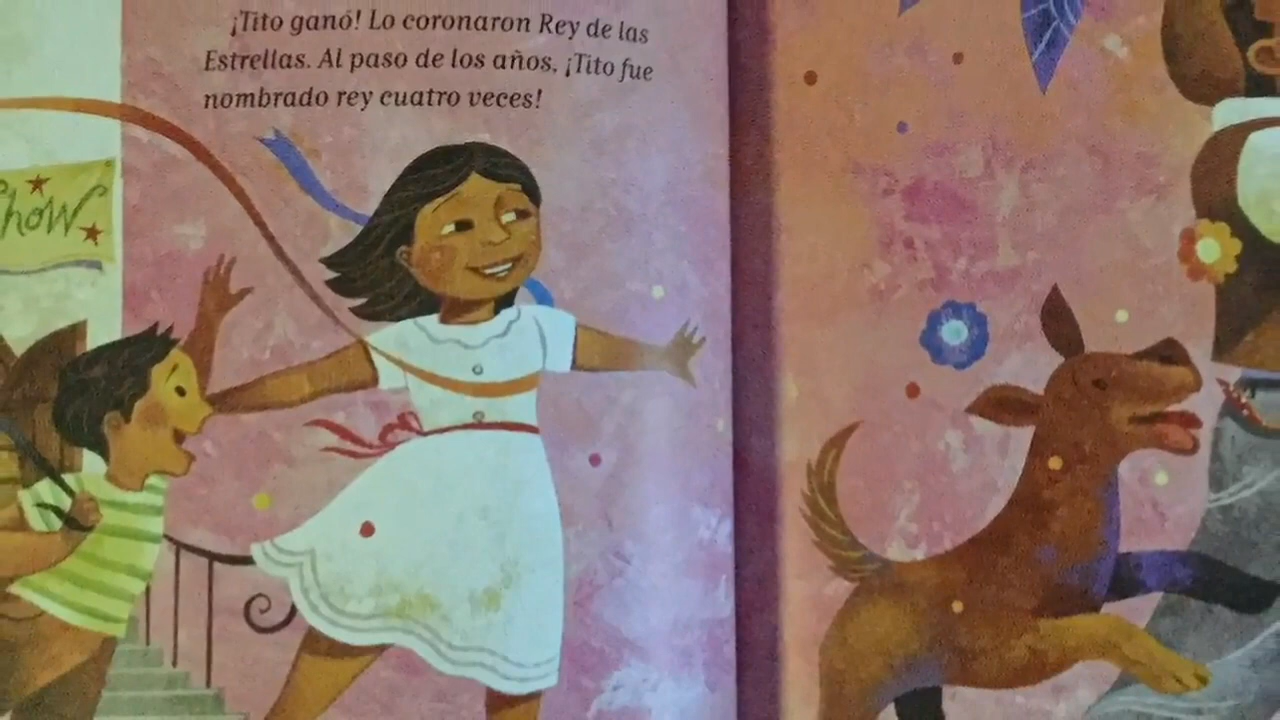 ¡Tito ganó! Lo coronaron Rey de las
Estrellas. Al paso de los años, ¡Tito fue
nombrado rey cuatro veces!
Show